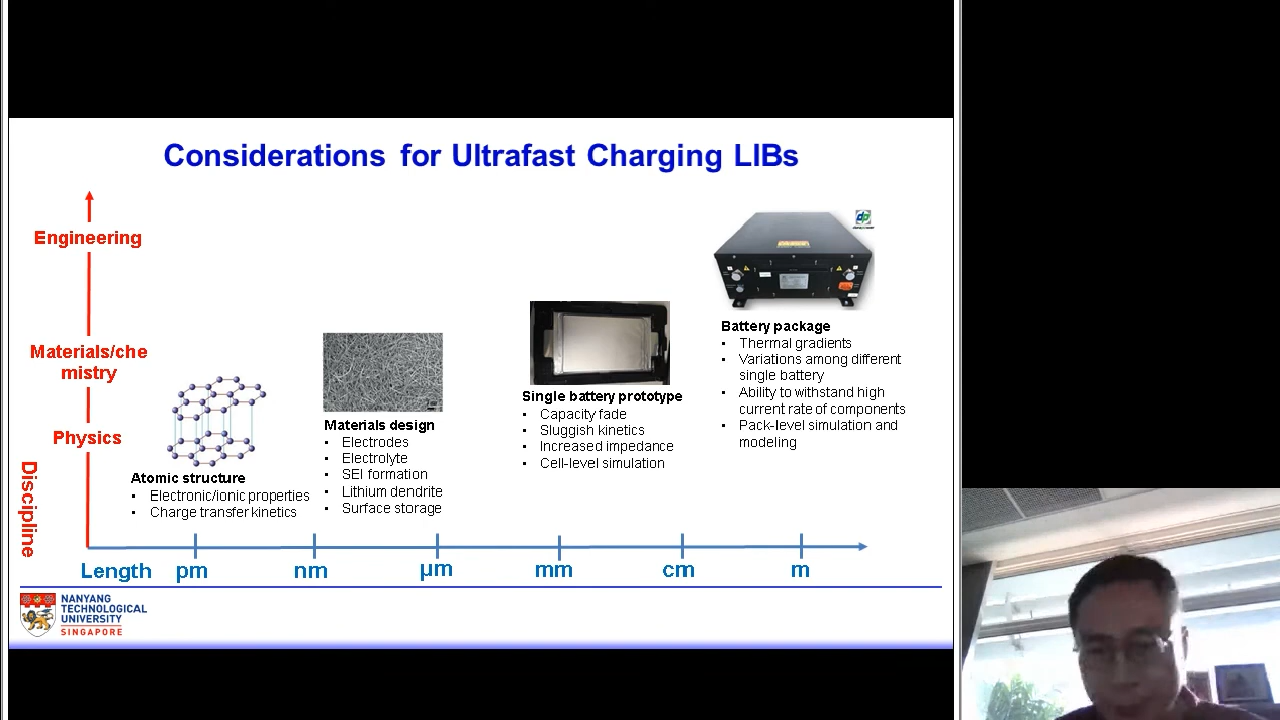 Considerations for Ultrafast Charging LIBs
Engineering
Materials/che
mistry
Physics
Discipline
Atomic structure
• Electronic/ionic properties
• Charge transfer kinetics
Materials design
• Electrodes
• Electrolyte
• SEI formation
• Lithium dendrite
• Surface storage
Single battery prototype
• Capacity fade
• Sluggish kinetics
• Increased impedance
• Cell-level simulation
Battery package
• Thermal gradients
• Variations among different
single battery
• Ability to withstand high
current rate of components
• Pack-level simulation and
modeling
Length pm nm µm mm cm m
NANYANG
TECHNOLOGICAL
UNIVERSITY
SINGAPORE